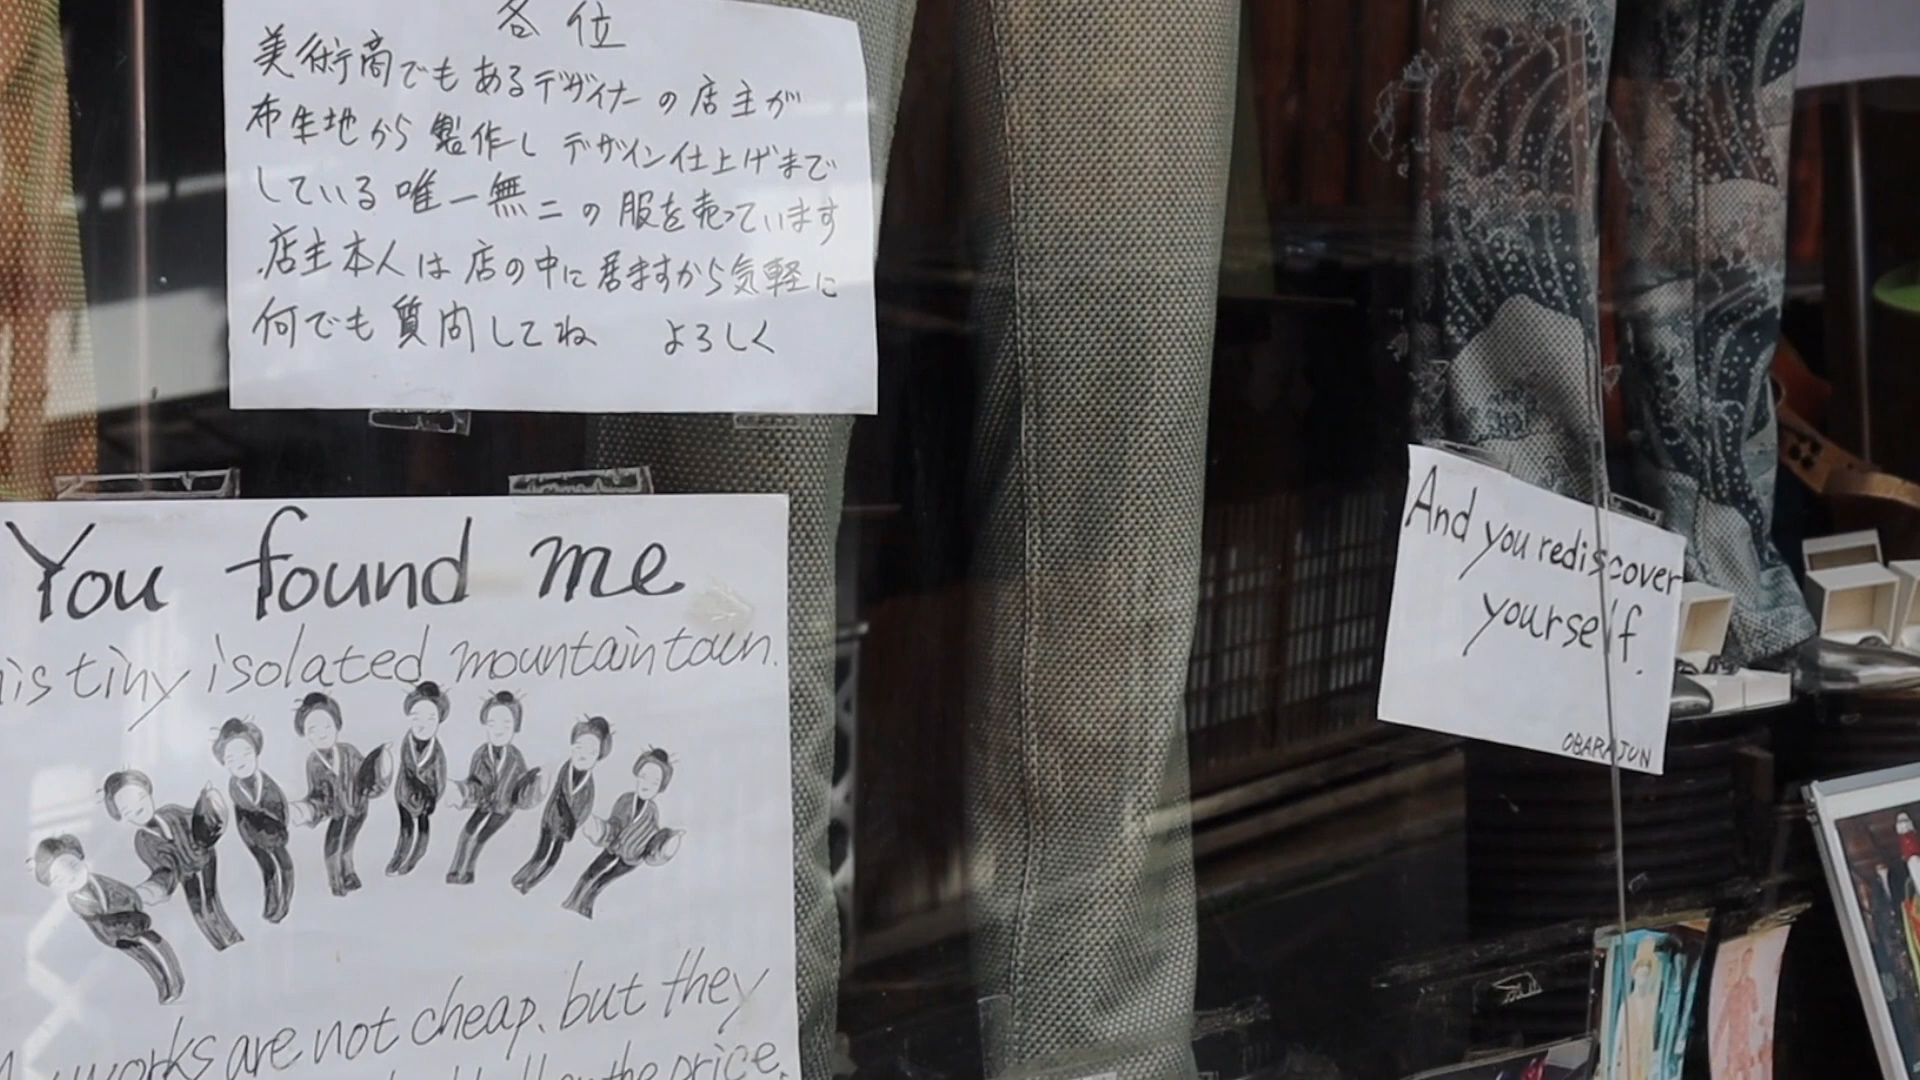 各位
美術商でもあるデザイナーの店主が
布生地から製作しデザイン仕上げまで
している唯一無二の服を売っています
.店主本人は店の中に居ますから気軽に
何でも質問してね よろしく
You found me
is tiny isolated mountain town.
works are not cheap. but they
the price.
And you rediscover
yourself.
OBARA JUN